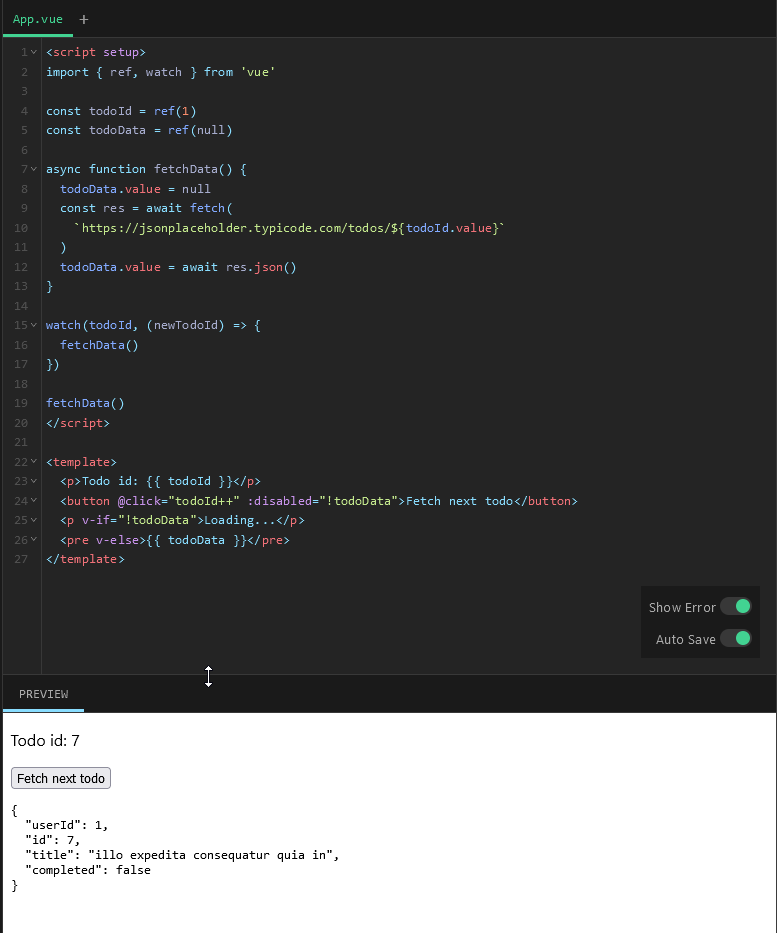 App.vue +
1 <script setup>
2 import { ref, watch } from 'vue'
3
4 const todoId = ref(1)
5 const todoData = ref(null)
6
7 async function fetchData() {
8   todoData.value = null
9   const res = await fetch(
10     `https://jsonplaceholder.typicode.com/todos/${todoId.value}`
11   )
12   todoData.value = await res.json()
13 }
14
15 watch(todoId, (newTodoId) => {
16   fetchData()
17 })
18
19 fetchData()
20 </script>
21
22 <template>
23   <p>Todo id: {{ todoId }}</p>
24   <button @click="todoId++" :disabled="!todoData">Fetch next todo</button>
25   <p v-if="!todoData">Loading...</p>
26   <pre v-else>{{ todoData }}</pre>
27 </template>
Show Error
Auto Save
PREVIEW
Todo id: 7
Fetch next todo
{
  "userId": 1,
  "id": 7,
  "title": "illo expedita consequatur quia in",
  "completed": false
}